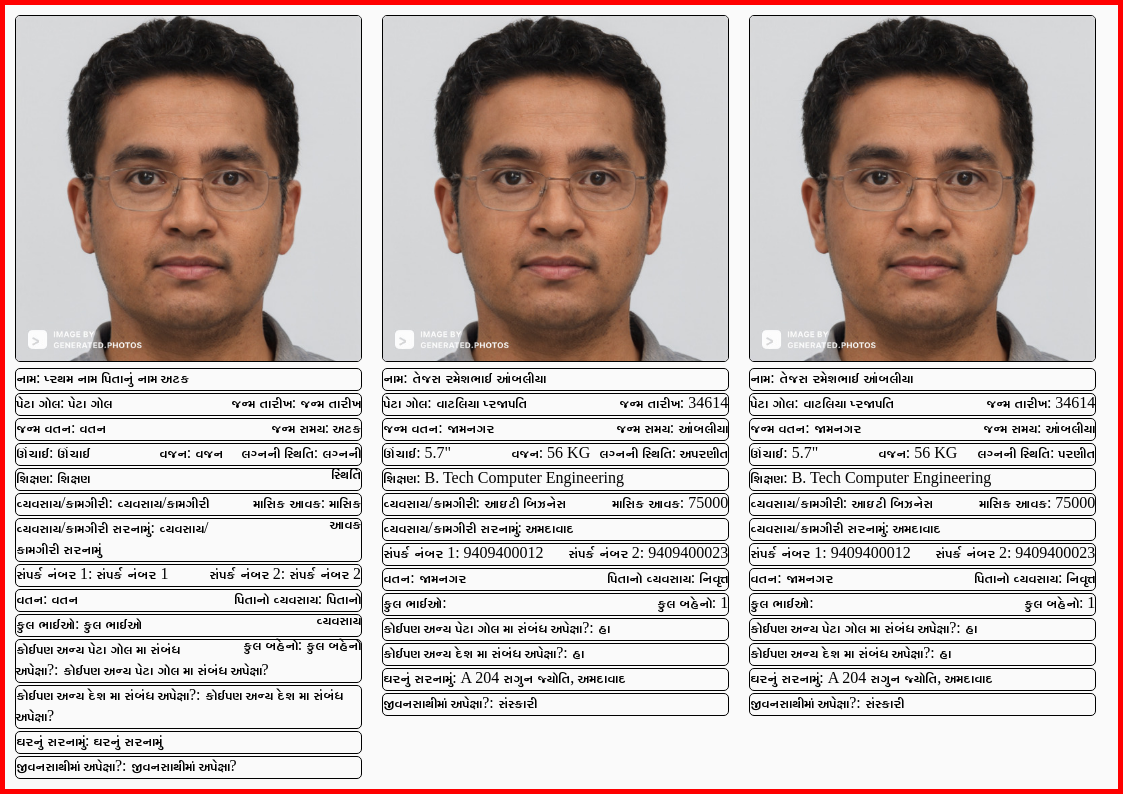 IMAGE BY
GENERATED.PHOTOS
નામ: પ્રથમ નામ પિતાનું નામ અટક
પેટા ગોલ: પેટા ગોલ જન્મ તારીખ: જન્મ તારીખ
જન્મ વતન: વતન જન્મ સમય: અટક
ઊંચાઈ: ઊંચાઈ વજન: વજન લગ્નની સ્થિતિ: લગ્નની
સ્થિતિ
શિક્ષણ: શિક્ષણ
વ્યવસાય/કામગીરી: વ્યવસાય/કામગીરી માસિક આવક: માસિક
આવક
વ્યવસાય/કામગીરી સરનામું: વ્યવસાય/
કામગીરી સરનામું
સંપર્ક નંબર 1: સંપર્ક નંબર 1 સંપર્ક નંબર 2: સંપર્ક નંબર 2
વતન: વતન પિતાનો વ્યવસાય: પિતાનો
વ્યવસાય
કુલ ભાઈઓ: કુલ ભાઈઓ
કુલ બહેનો: કુલ બહેનો
કોઈપણ અન્ય પેટા ગોલ મા સંબંધ
અપેક્ષા?: કોઈપણ અન્ય પેટા ગોલ મા સંબંધ અપેક્ષા?
કોઈપણ અન્ય દેશ મા સંબંધ અપેક્ષા?: કોઈપણ અન્ય દેશ મા સંબંધ
અપેક્ષા?
ઘરનું સરનામું: ઘરનું સરનામું
જીવનસાથીમાં અપેક્ષા?: જીવનસાથીમાં અપેક્ષા?
IMAGE BY
GENERATED.PHOTOS
નામ: તેજસ રમેશભાઈ આંબલીયા
પેટા ગોલ: વાટલિયા પ્રજાપતિ જન્મ તારીખ: 34614
જન્મ વતન: જામનગર જન્મ સમય: આંબલીયા
ઊંચાઈ: 5.7" વજન: 56 KG લગ્નની સ્થિતિ: અપરણીત
શિક્ષણ: B. Tech Computer Engineering
વ્યવસાય/કામગીરી: આઇટી બિઝનેસ માસિક આવક: 75000
વ્યવસાય/કામગીરી સરનામું: અમદાવાદ
સંપર્ક નંબર 1: 9409400012 સંપર્ક નંબર 2: 9409400023
વતન: જામનગર પિતાનો વ્યવસાય: નિવૃત્ત
કુલ ભાઈઓ: કુલ બહેનો: 1
કોઈપણ અન્ય પેટા ગોલ મા સંબંધ અપેક્ષા?: હા
કોઈપણ અન્ય દેશ મા સંબંધ અપેક્ષા?: હા
ઘરનું સરનામું: A 204 સગુન જ્યોતિ, અમદાવાદ
જીવનસાથીમાં અપેક્ષા?: સંસ્કારી
IMAGE BY
GENERATED.PHOTOS
નામ: તેજસ રમેશભાઈ આંબલીયા
પેટા ગોલ: વાટલિયા પ્રજાપતિ જન્મ તારીખ: 34614
જન્મ વતન: જામનગર જન્મ સમય: આંબલીયા
ઊંચાઈ: 5.7" વજન: 56 KG લગ્નની સ્થિતિ: પરણીત
શિક્ષણ: B. Tech Computer Engineering
વ્યવસાય/કામગીરી: આઇટી બિઝનેસ માસિક આવક: 75000
વ્યવસાય/કામગીરી સરનામું: અમદાવાદ
સંપર્ક નંબર 1: 9409400012 સંપર્ક નંબર 2: 9409400023
વતન: જામનગર પિતાનો વ્યવસાય: નિવૃત્ત
કુલ ભાઈઓ: કુલ બહેનો: 1
કોઈપણ અન્ય પેટા ગોલ મા સંબંધ અપેક્ષા?: હા
કોઈપણ અન્ય દેશ મા સંબંધ અપેક્ષા?: હા
ઘરનું સરનામું: A 204 સગુન જ્યોતિ, અમદાવાદ
જીવનસાથીમાં અપેક્ષા?: સંસ્કારી